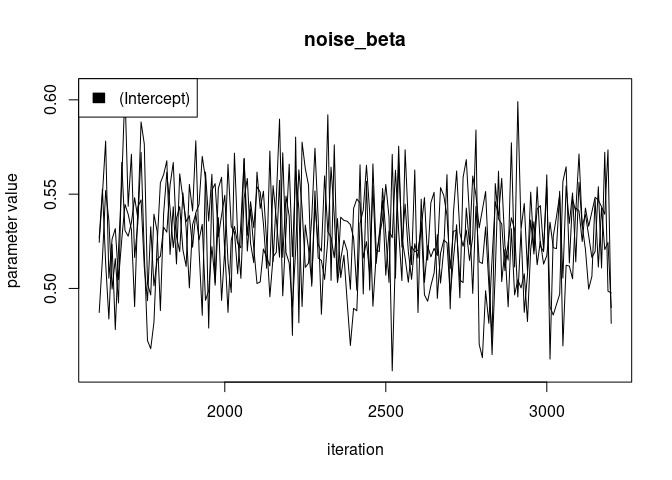 noise_beta
(Intercept)
0.60
0.55
0.50
parameter value
2000
2500
3000
iteration